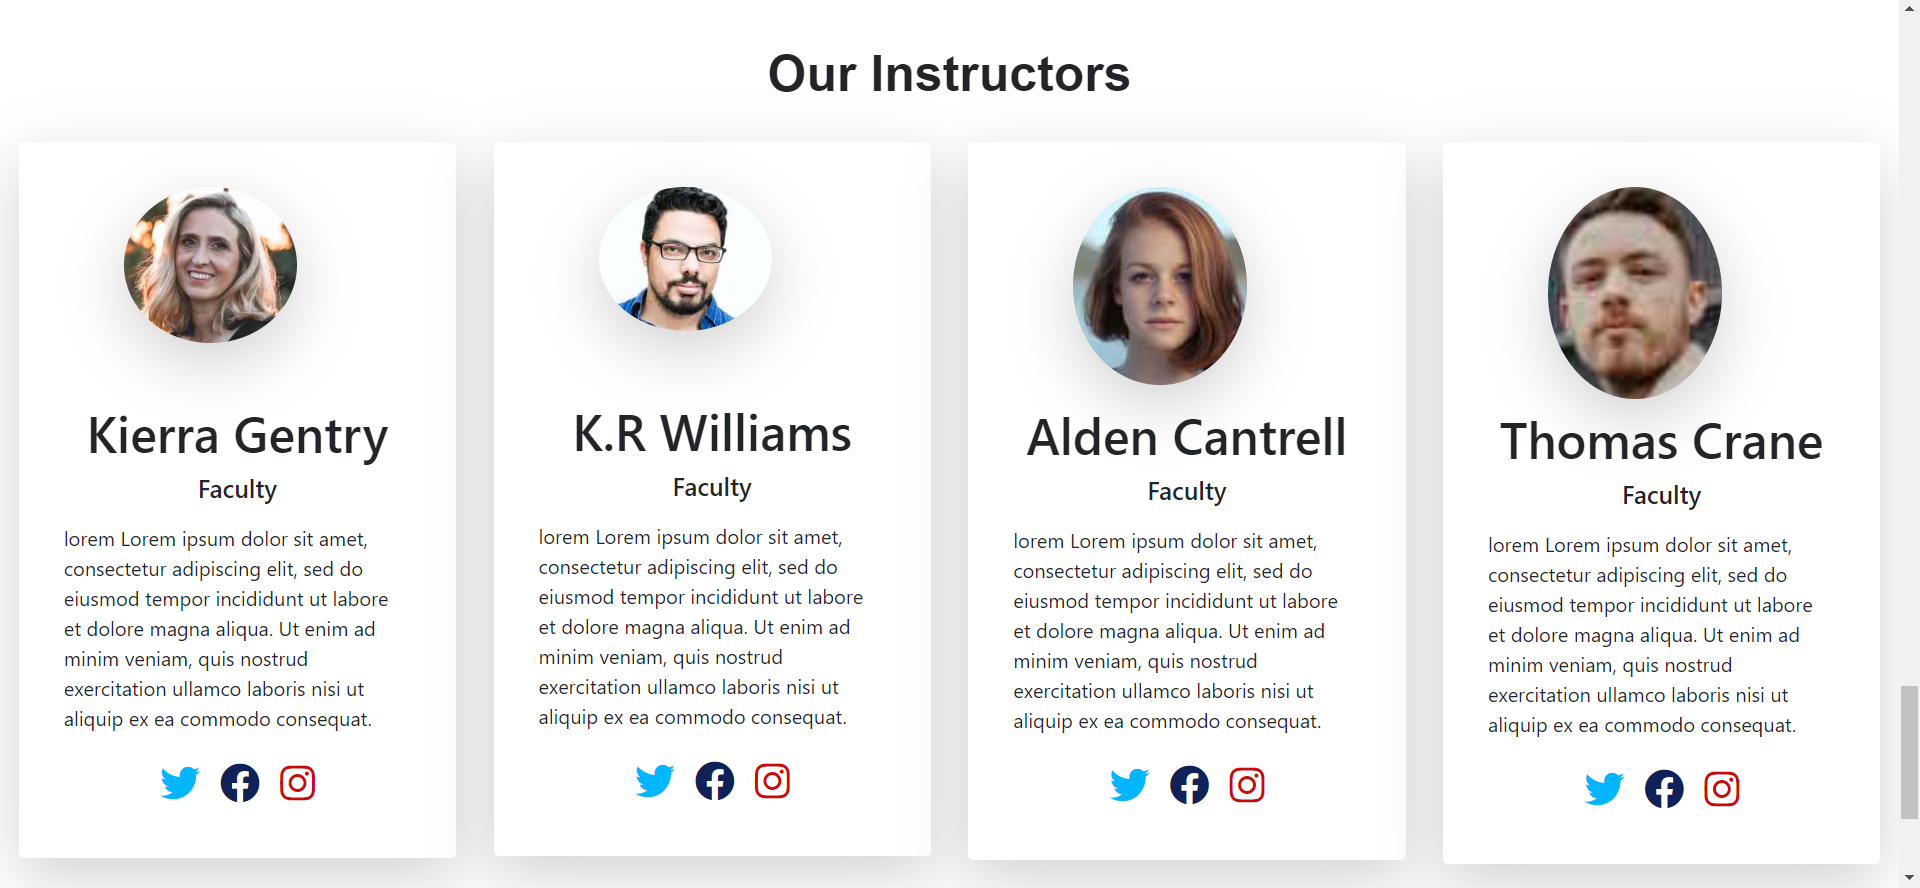 Our Instructors
Kierra Gentry
Faculty
lorem Lorem ipsum dolor sit amet,
consectetur adipiscing elit, sed do
eiusmod tempor incididunt ut labore
et dolore magna aliqua. Ut enim ad
minim veniam, quis nostrud
exercitation ullamco laboris nisi ut
aliquip ex ea commodo consequat.
K.R Williams
Faculty
lorem Lorem ipsum dolor sit amet,
consectetur adipiscing elit, sed do
eiusmod tempor incididunt ut labore
et dolore magna aliqua. Ut enim ad
minim veniam, quis nostrud
exercitation ullamco laboris nisi ut
aliquip ex ea commodo consequat.
Alden Cantrell
Faculty
lorem Lorem ipsum dolor sit amet,
consectetur adipiscing elit, sed do
eiusmod tempor incididunt ut labore
et dolore magna aliqua. Ut enim ad
minim veniam, quis nostrud
exercitation ullamco laboris nisi ut
aliquip ex ea commodo consequat.
Thomas Crane
Faculty
lorem Lorem ipsum dolor sit amet,
consectetur adipiscing elit, sed do
eiusmod tempor incididunt ut labore
et dolore magna aliqua. Ut enim ad
minim veniam, quis nostrud
exercitation ullamco laboris nisi ut
aliquip ex ea commodo consequat.